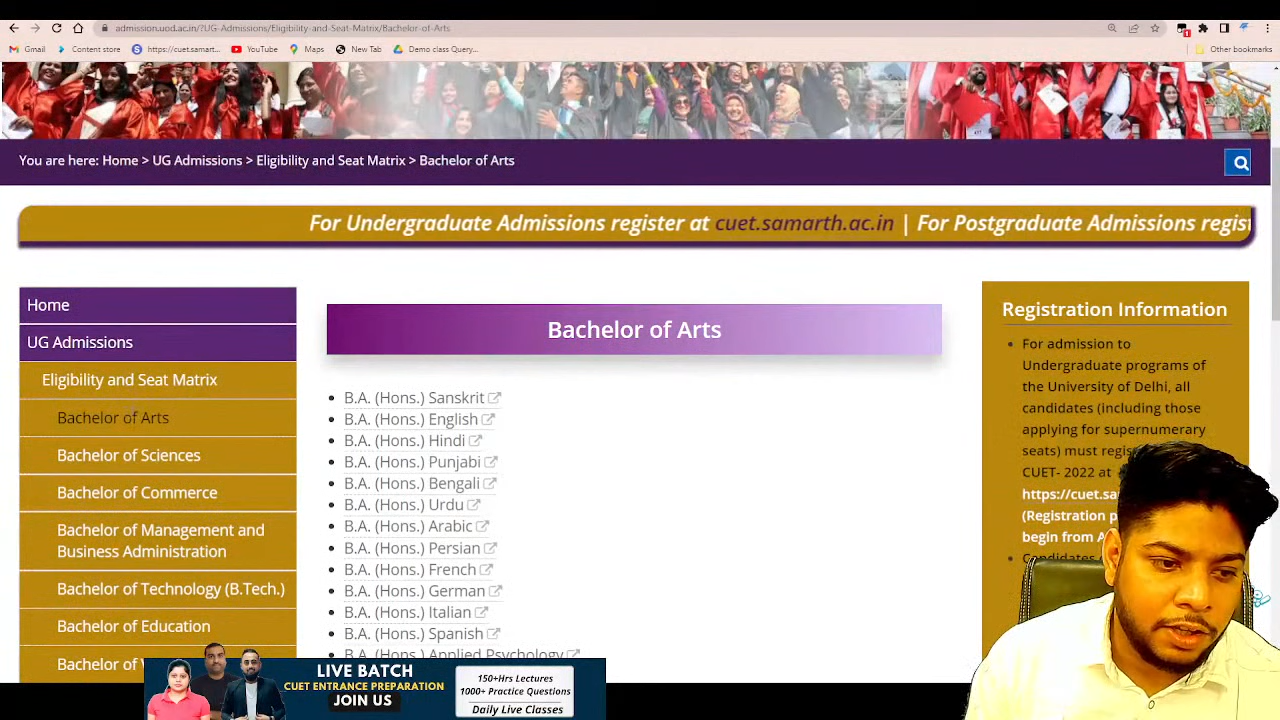 admission.uod.ac.in/?UG-Admissions/Eligibility-and-Seat-Matrix/Bachelor-of-Arts
Gmail
Content store
https://cuet.samart...
YouTube
Maps
New Tab
Demo class Query...
Other bookmarks
You are here: Home > UG Admissions > Eligibility and Seat Matrix > Bachelor of Arts
For Undergraduate Admissions register at cuet.samarth.ac.in | For Postgraduate Admissions regist
Home
UG Admissions
Eligibility and Seat Matrix
Bachelor of Arts
Bachelor of Sciences
Bachelor of Commerce
Bachelor of Management and
Business Administration
Bachelor of Technology (B.Tech.)
Bachelor of Education
Bachelor of
Bachelor of Arts
B.A. (Hons.) Sanskrit
B.A. (Hons.) English
B.A. (Hons.) Hindi
B.A. (Hons.) Punjabi
B.A. (Hons.) Bengali
B.A. (Hons.) Urdu
B.A. (Hons.) Arabic
B.A. (Hons.) Persian
B.A. (Hons.) French
B.A. (Hons.) German
B.A. (Hons.) Italian
B.A. (Hons.) Spanish
B.A. (Hons.) Applied Psychology
Registration Information
For admission to
Undergraduate programs of
the University of Delhi, all
candidates (including those
applying for supernumerary
seats) must regis
CUET- 2022 at
https://cuet.sa
(Registration p
begin from A
Candidates
LIVE BATCH
CUET ENTRANCE PREPARATION
JOIN US
150+Hrs Lectures
1000+ Practice Questions
Daily Live Classes